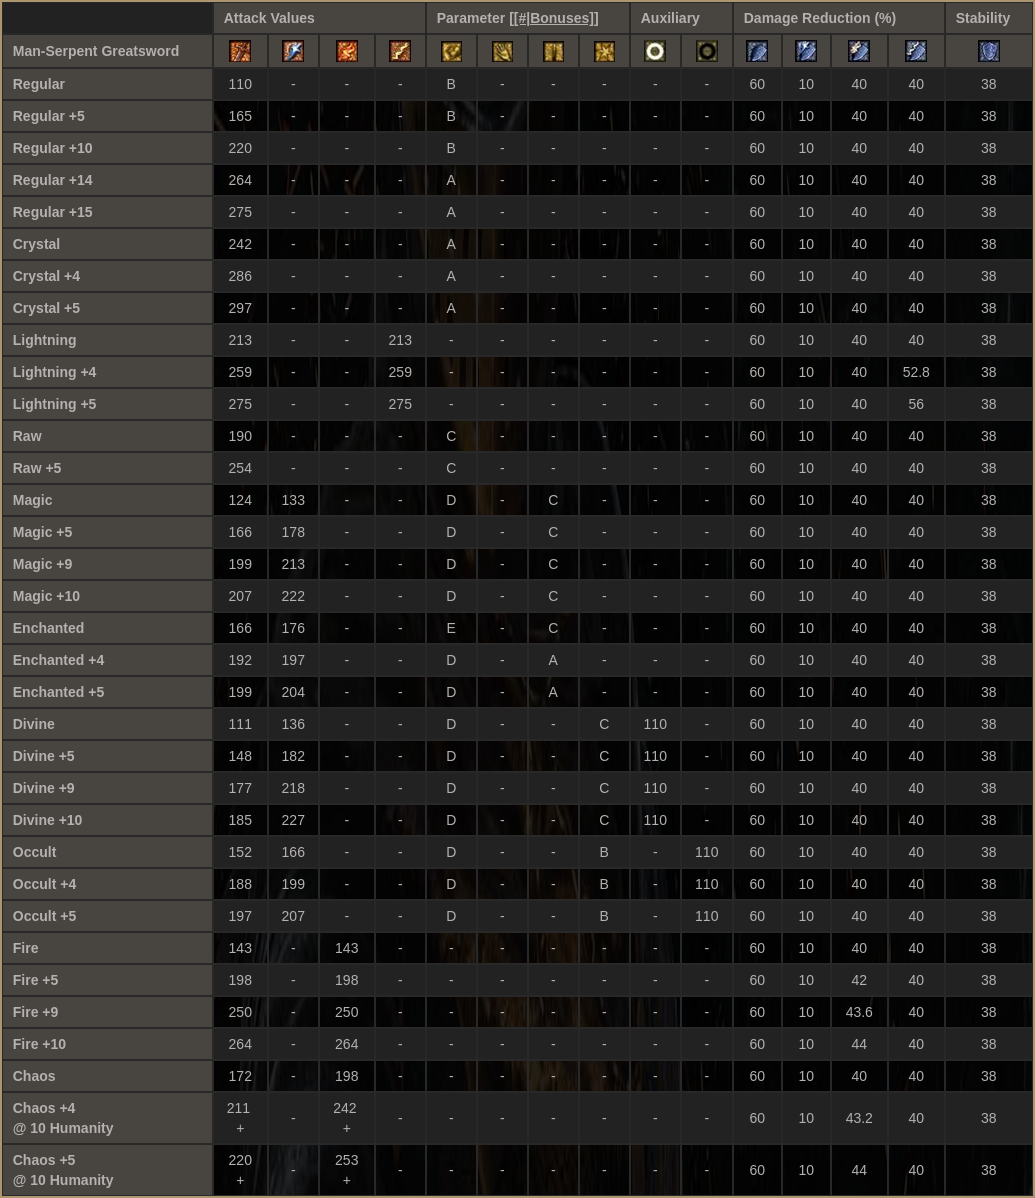 Attack Values Parameter [[#|Bonuses]] Auxiliary Damage Reduction (%) Stability
Man-Serpent Greatsword
Regular 110 - - - B - - - - - 60 10 40 40 38
Regular +5 165 - - - B - - - - - 60 10 40 40 38
Regular +10 220 - - - B - - - - - 60 10 40 40 38
Regular +14 264 - - - A - - - - - 60 10 40 40 38
Regular +15 275 - - - A - - - - - 60 10 40 40 38
Crystal 242 - - - A - - - - - 60 10 40 40 38
Crystal +4 286 - - - A - - - - - 60 10 40 40 38
Crystal +5 297 - - - A - - - - - 60 10 40 40 38
Lightning 213 - - 213 - - - - - - 60 10 40 40 38
Lightning +4 259 - - 259 - - - - - - 60 10 40 52.8 38
Lightning +5 275 - - 275 - - - - - - 60 10 40 56 38
Raw 190 - - - C - - - - - 60 10 40 40 38
Raw +5 254 - - - C - - - - - 60 10 40 40 38
Magic 124 133 - - D - C - - - 60 10 40 40 38
Magic +5 166 178 - - D - C - - - 60 10 40 40 38
Magic +9 199 213 - - D - C - - - 60 10 40 40 38
Magic +10 207 222 - - D - C - - - 60 10 40 40 38
Enchanted 166 176 - - E - C - - - 60 10 40 40 38
Enchanted +4 192 197 - - D - A - - - 60 10 40 40 38
Enchanted +5 199 204 - - D - A - - - 60 10 40 40 38
Divine 111 136 - - D - - C 110 - 60 10 40 40 38
Divine +5 148 182 - - D - - C 110 - 60 10 40 40 38
Divine +9 177 218 - - D - - C 110 - 60 10 40 40 38
Divine +10 185 227 - - D - - C 110 - 60 10 40 40 38
Occult 152 166 - - D - - B - 110 60 10 40 40 38
Occult +4 188 199 - - D - - B - 110 60 10 40 40 38
Occult +5 197 207 - - D - - B - 110 60 10 40 40 38
Fire 143 - 143 - - - - - - - 60 10 40 40 38
Fire +5 198 - 198 - - - - - - - 60 10 42 40 38
Fire +9 250 - 250 - - - - - - - 60 10 43.6 40 38
Fire +10 264 - 264 - - - - - - - 60 10 44 40 38
Chaos 172 - 198 - - - - - - - 60 10 40 40 38
Chaos +4 211 - 242 - - - - - - - 60 10 43.2 40 38
@ 10 Humanity + +
Chaos +5 220 - 253 - - - - - - - 60 10 44 40 38
@ 10 Humanity + +